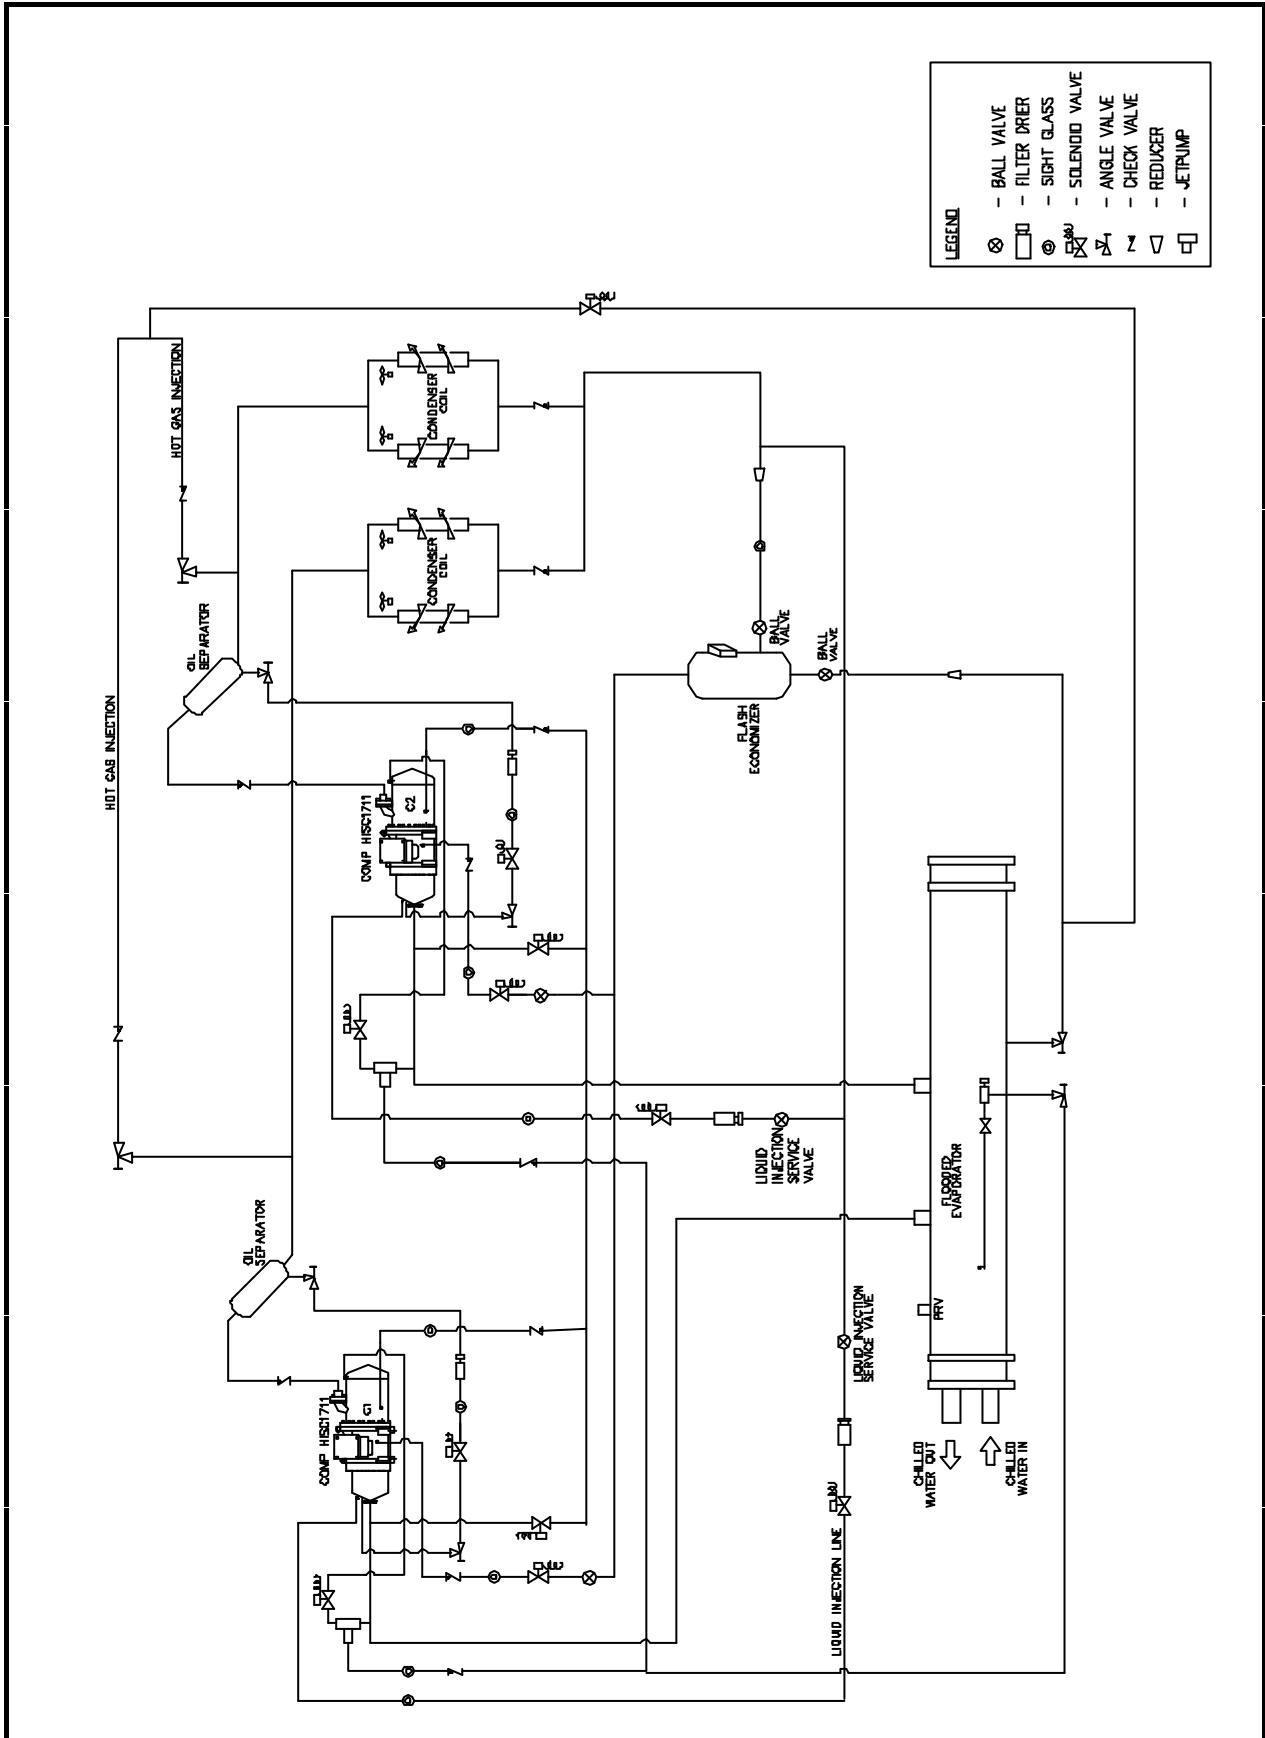 LEGEND
- BALL VALVE
- FILTER DRIER
- SIGHT GLASS
- SOLENOID VALVE
- ANGLE VALVE
- CHECK VALVE
- REDUCER
- JETPUMP
HOT GAS INJECTION
HOT GAS INJECTION
CONDENSER
COIL
CONDENSER
COIL
OIL
SEPARATOR
BALL
VALVE
BALL
VALVE
FLASH
ECONOMIZER
COMP HISC1711
C2
LIQUID
INJECTION
SERVICE
VALVE
FLOODED
EVAPORATOR
PRV
OIL
SEPARATOR
COMP HISC1711
C1
LIQUID INJECTION
SERVICE VALVE
LIQUID INJECTION LINE
CHILLED
WATER OUT
CHILLED
WATER IN